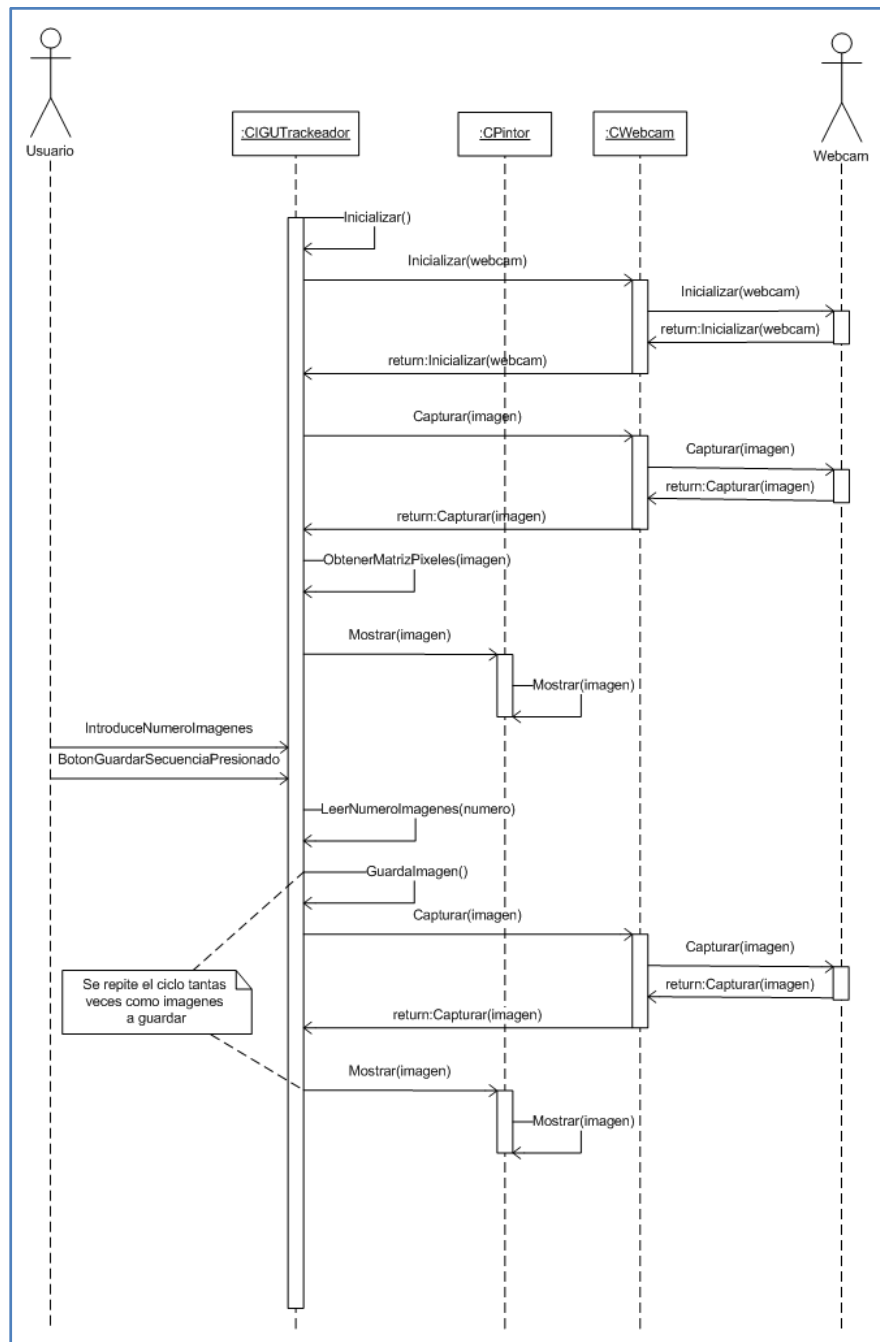 :CIGUTrackeador
:CPintor
:CWebcam
Usuario
Webcam
Inicializar()
Inicializar(webcam)
Inicializar(webcam)
return:Inicializar(webcam)
return:Inicializar(webcam)
Capturar(imagen)
Capturar(imagen)
return:Capturar(imagen)
return:Capturar(imagen)
ObtenerMatrizPixeles(imagen)
Mostrar(imagen)
Mostrar(imagen)
IntroduceNumeroImagenes
BotonGuardarSecuenciaPresionado
LeerNumeroImagenes(numero)
GuardaImagen()
Capturar(imagen)
Capturar(imagen)
Se repite el ciclo tantas
veces como imagenes
a guardar
return:Capturar(imagen)
return:Capturar(imagen)
Mostrar(imagen)
Mostrar(imagen)